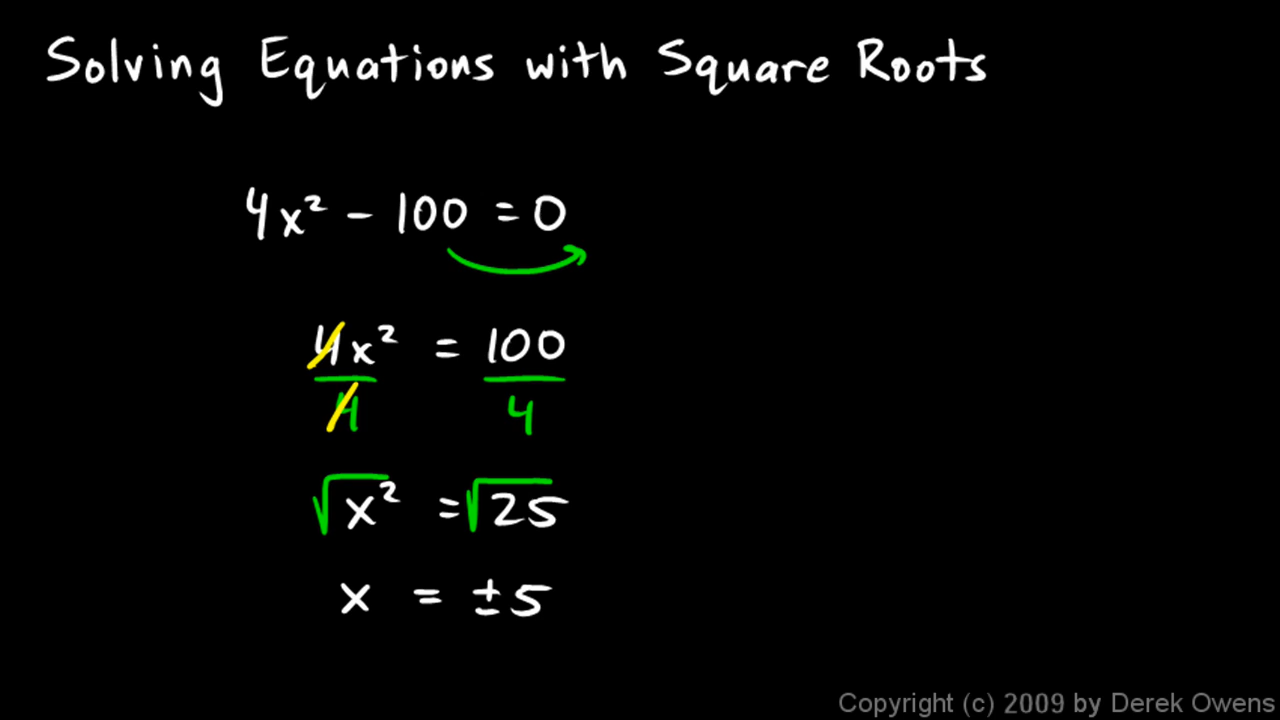 Solving Equations with Square Roots
4x² - 100 = 0
4x² = 100
4 4
√x² = √25
x = ±5
Copyright (c) 2009 by Derek Owens